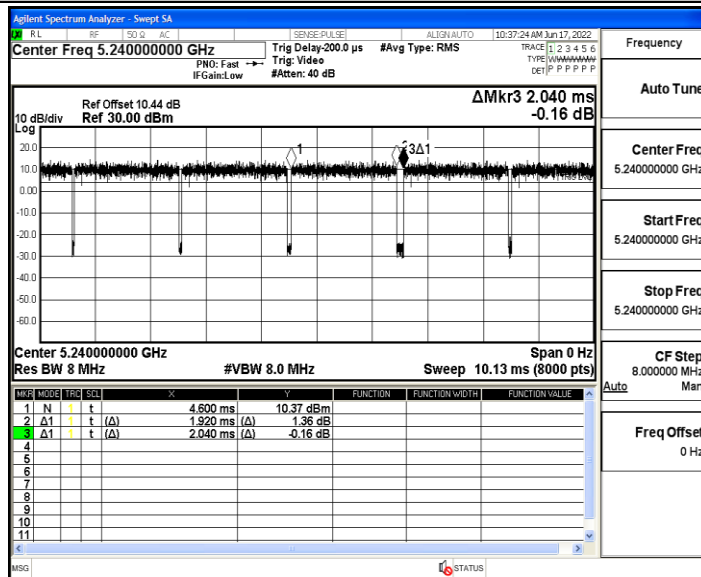 Agilent Spectrum Analyzer - Swept SA
RL RF 50 Ω AC SENSE:PULSE ALIGN AUTO 10:37:24 AM Jun 17, 2022
Center Freq 5.240000000 GHz
PNO: Fast
IFGain:Low
Trig Delay-200.0 µs
Trig: Video
#Atten: 40 dB
#Avg Type: RMS
TRACE 1 2 3 4 5 6
TYPE WWWWWW
DET P P P P P P
ΔMkr3 2.040 ms
-0.16 dB
Ref Offset 10.44 dB
10 dB/div Ref 30.00 dBm
Log
20.0
10.0
0.00
-10.0
-20.0
-30.0
-40.0
-50.0
-60.0
1
3Δ1
Center 5.240000000 GHz Span 0 Hz
Res BW 8 MHz #VBW 8.0 MHz Sweep 10.13 ms (8000 pts)
MKR MODE TRC SCL X Y FUNCTION FUNCTION WIDTH FUNCTION VALUE
1 N 1 t 4.600 ms 10.37 dBm
2 Δ1 1 t (Δ) 1.920 ms (Δ) 1.36 dB
3 Δ1 1 t (Δ) 2.040 ms (Δ) -0.16 dB
4
5
6
7
8
9
10
11
MSG STATUS
Frequency
Auto Tune
Center Freq
5.240000000 GHz
Start Freq
5.240000000 GHz
Stop Freq
5.240000000 GHz
CF Step
8.000000 MHz
Auto Man
Freq Offset
0 Hz